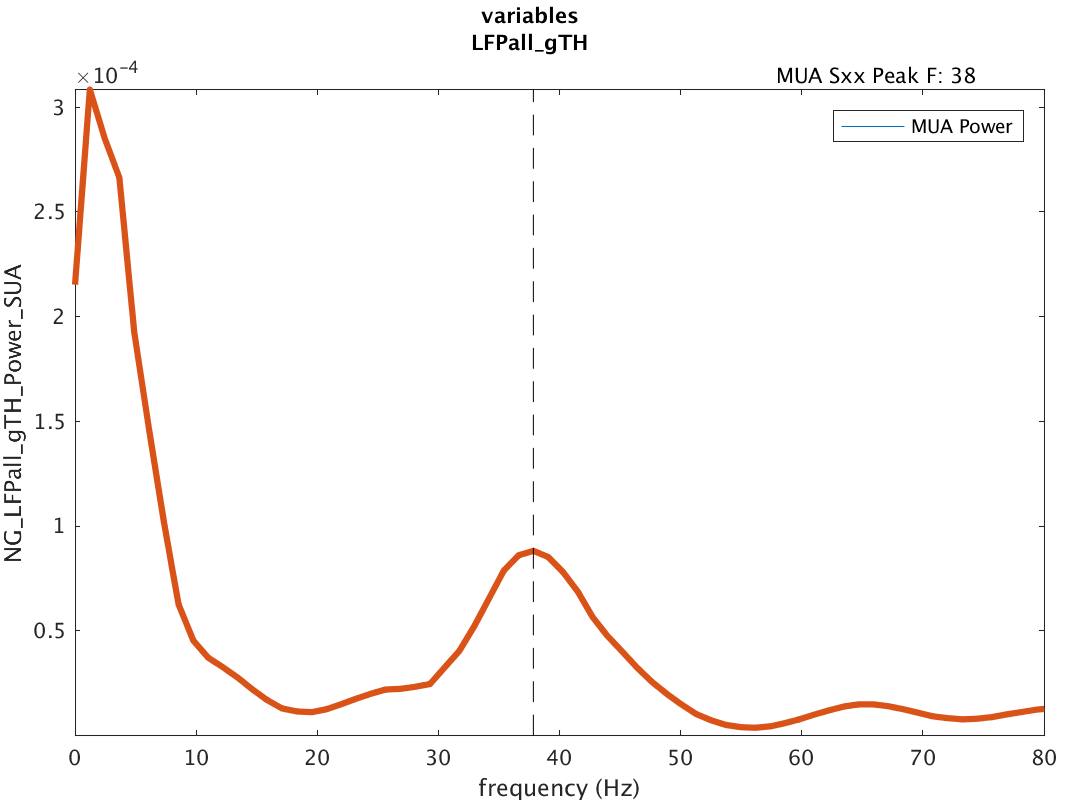 variables
LFPall_gTH
×10⁻⁴
MUA Sxx Peak F: 38
MUA Power
3
2.5
2
1.5
1
0.5
NG_LFPall_gTH_Power_SUA
0 10 20 30 40 50 60 70 80
frequency (Hz)